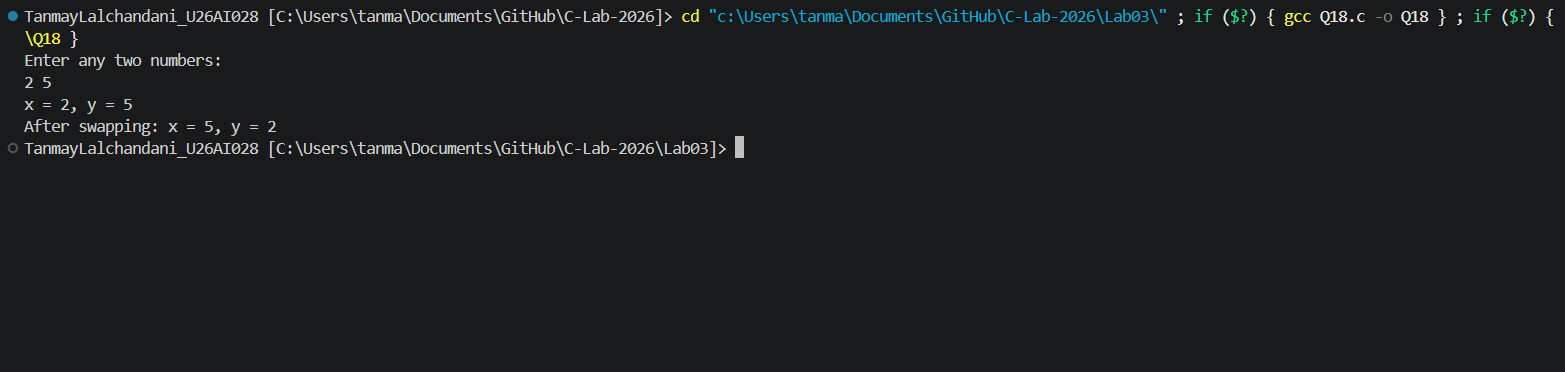 TanmayLalchandani_U26AI028 [C:\Users\tanma\Documents\GitHub\C-Lab-2026]> cd "c:\Users\tanma\Documents\GitHub\C-Lab-2026\Lab03\" ; if ($?) { gcc Q18.c -o Q18 } ; if ($?) {
\Q18 }
Enter any two numbers:
2 5
x = 2, y = 5
After swapping: x = 5, y = 2
TanmayLalchandani_U26AI028 [C:\Users\tanma\Documents\GitHub\C-Lab-2026\Lab03]>